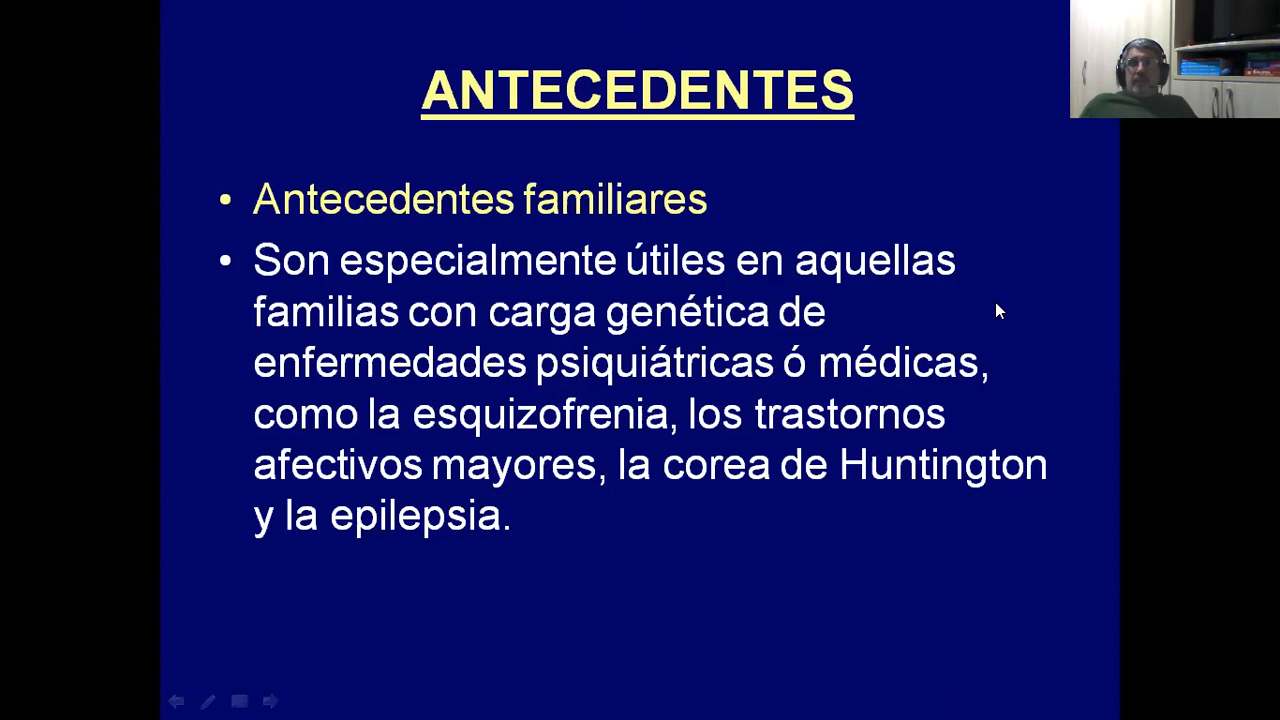 ANTECEDENTES
• Antecedentes familiares
• Son especialmente útiles en aquellas
familias con carga genética de
enfermedades psiquiátricas ó médicas,
como la esquizofrenia, los trastornos
afectivos mayores, la corea de Huntington
y la epilepsia.